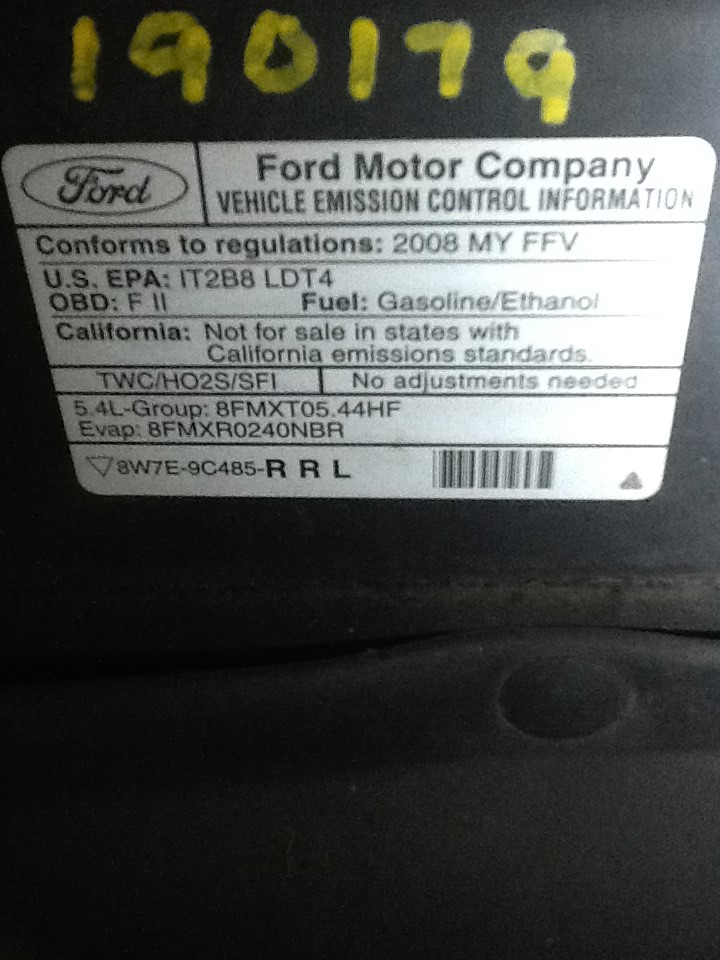 190179
Ford
Ford Motor Company
VEHICLE EMISSION CONTROL INFORMATION
Conforms to regulations: 2008 MY FFV
U.S. EPA: IT2B8 LDT4
OBD: F II Fuel: Gasoline/Ethanol
California: Not for sale in states with
California emissions standards.
TWC/HO2S/SFI No adjustments needed
5.4L-Group: 8FMXT05.44HF
Evap: 8FMXR0240NBR
8W7E-9C485-R R L